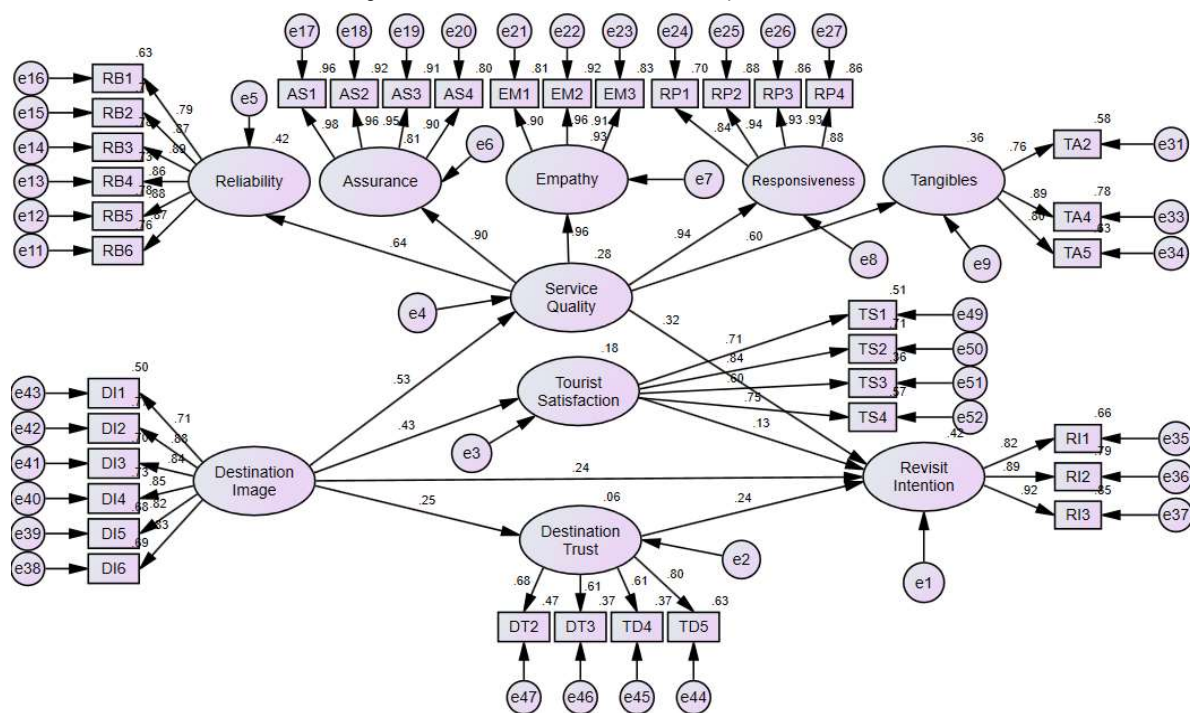 e17 e18 e19 e20 e21 e22 e23 e24 e25 e26 e27
.63 .96 .92 .91 .80 .81 .92 .83 .70 .88 .86 .86
e16 RB1 AS1 AS2 AS3 AS4 EM1 EM2 EM3 RP1 RP2 RP3 RP4
e15 RB2 .79 e5
.87 .98 .96 .95 .90 .90 .96 .93 .84 .94 .93 .93
e14 RB3 .89 .42 .81 e6 .91 .88 .36 .76 .58 TA2 e31
e13 RB4 .86 Reliability Assurance Empathy e7 Responsiveness Tangibles
e12 RB5 .78 .88 .89 .78 TA4 e33
e11 RB6 .76 .87 e8 e9 .80 .63 TA5 e34
.64 .90 .96 .94 .60
.28
Service
Quality
e4 .32
.51 TS1 e49
.71 .71 TS2 e50
.84 .36 TS3 e51
.60 .57 TS4 e52
.75
.18
Tourist
Satisfaction
e3 .53 .43 .13
.50 e43 DI1 .71
e42 DI2 .88
e41 DI3 .70 .84
e40 DI4 .73 .85
e39 DI5 .68 .82
e38 DI6 .69 .83
Destination
Image
.24 .25
.42
Revisit
Intention
.82 .66 RI1 e35
.89 .79 RI2 e36
.92 .85 RI3 e37
e1
.06
Destination
Trust
.24 e2
.68 .61 .61 .80
.47 .37 .37 .63
DT2 DT3 TD4 TD5
e47 e46 e45 e44